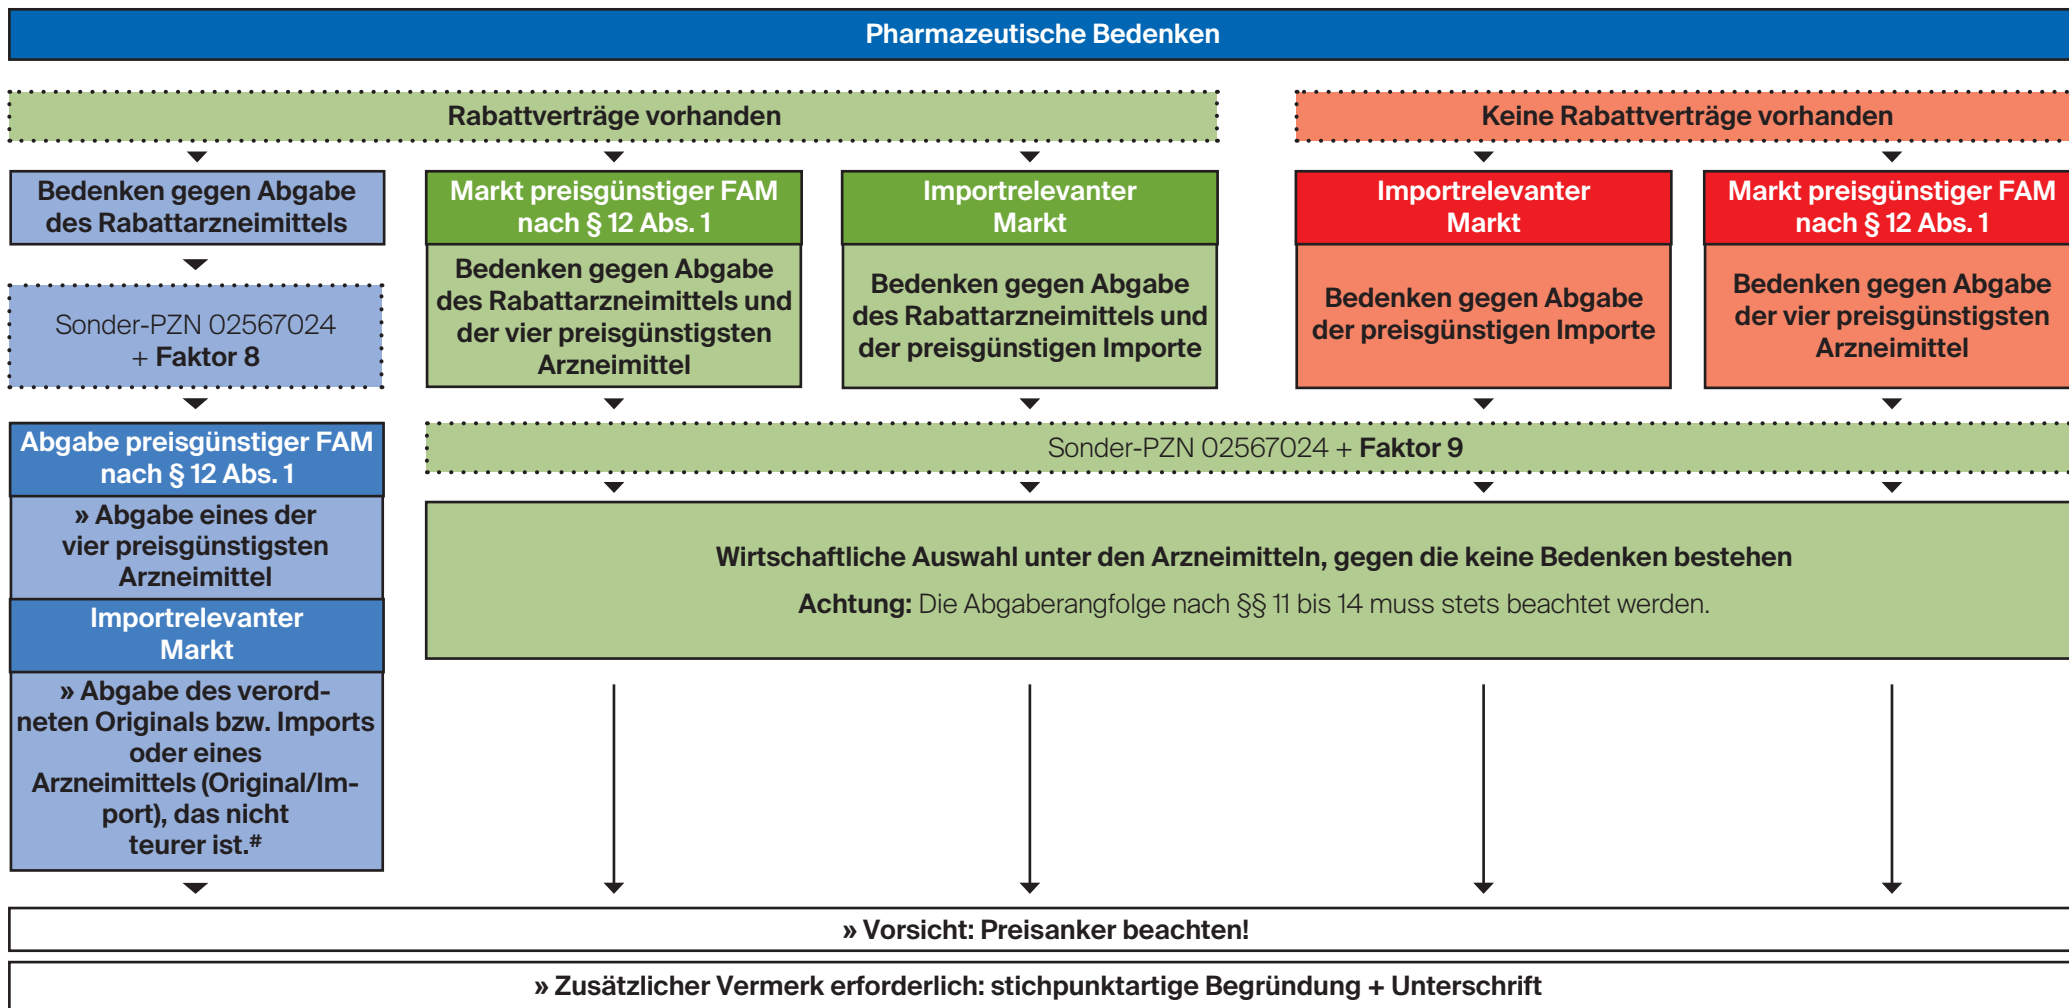 Pharmazeutische Bedenken
Rabattverträge vorhanden
Keine Rabattverträge vorhanden
Bedenken gegen Abgabe
des Rabattarzneimittels
Markt preisgünstiger FAM
nach § 12 Abs. 1
Importrelevanter
Markt
Importrelevanter
Markt
Markt preisgünstiger FAM
nach § 12 Abs. 1
Sonder-PZN 02567024
+ Faktor 8
Bedenken gegen Abgabe
des Rabattarzneimittels und
der vier preisgünstigsten
Arzneimittel
Bedenken gegen Abgabe
des Rabattarzneimittels und
der preisgünstigen Importe
Bedenken gegen Abgabe
der preisgünstigen Importe
Bedenken gegen Abgabe
der vier preisgünstigsten
Arzneimittel
Abgabe preisgünstiger FAM
nach § 12 Abs. 1
» Abgabe eines der
vier preisgünstigsten
Arzneimittel
Importrelevanter
Markt
» Abgabe des verord-
neten Originals bzw. Imports
oder eines
Arzneimittels (Original/Im-
port), das nicht
teurer ist.#
Sonder-PZN 02567024 + Faktor 9
Wirtschaftliche Auswahl unter den Arzneimitteln, gegen die keine Bedenken bestehen
Achtung: Die Abgaberangfolge nach §§ 11 bis 14 muss stets beachtet werden.
» Vorsicht: Preisanker beachten!
» Zusätzlicher Vermerk erforderlich: stichpunktartige Begründung + Unterschrift